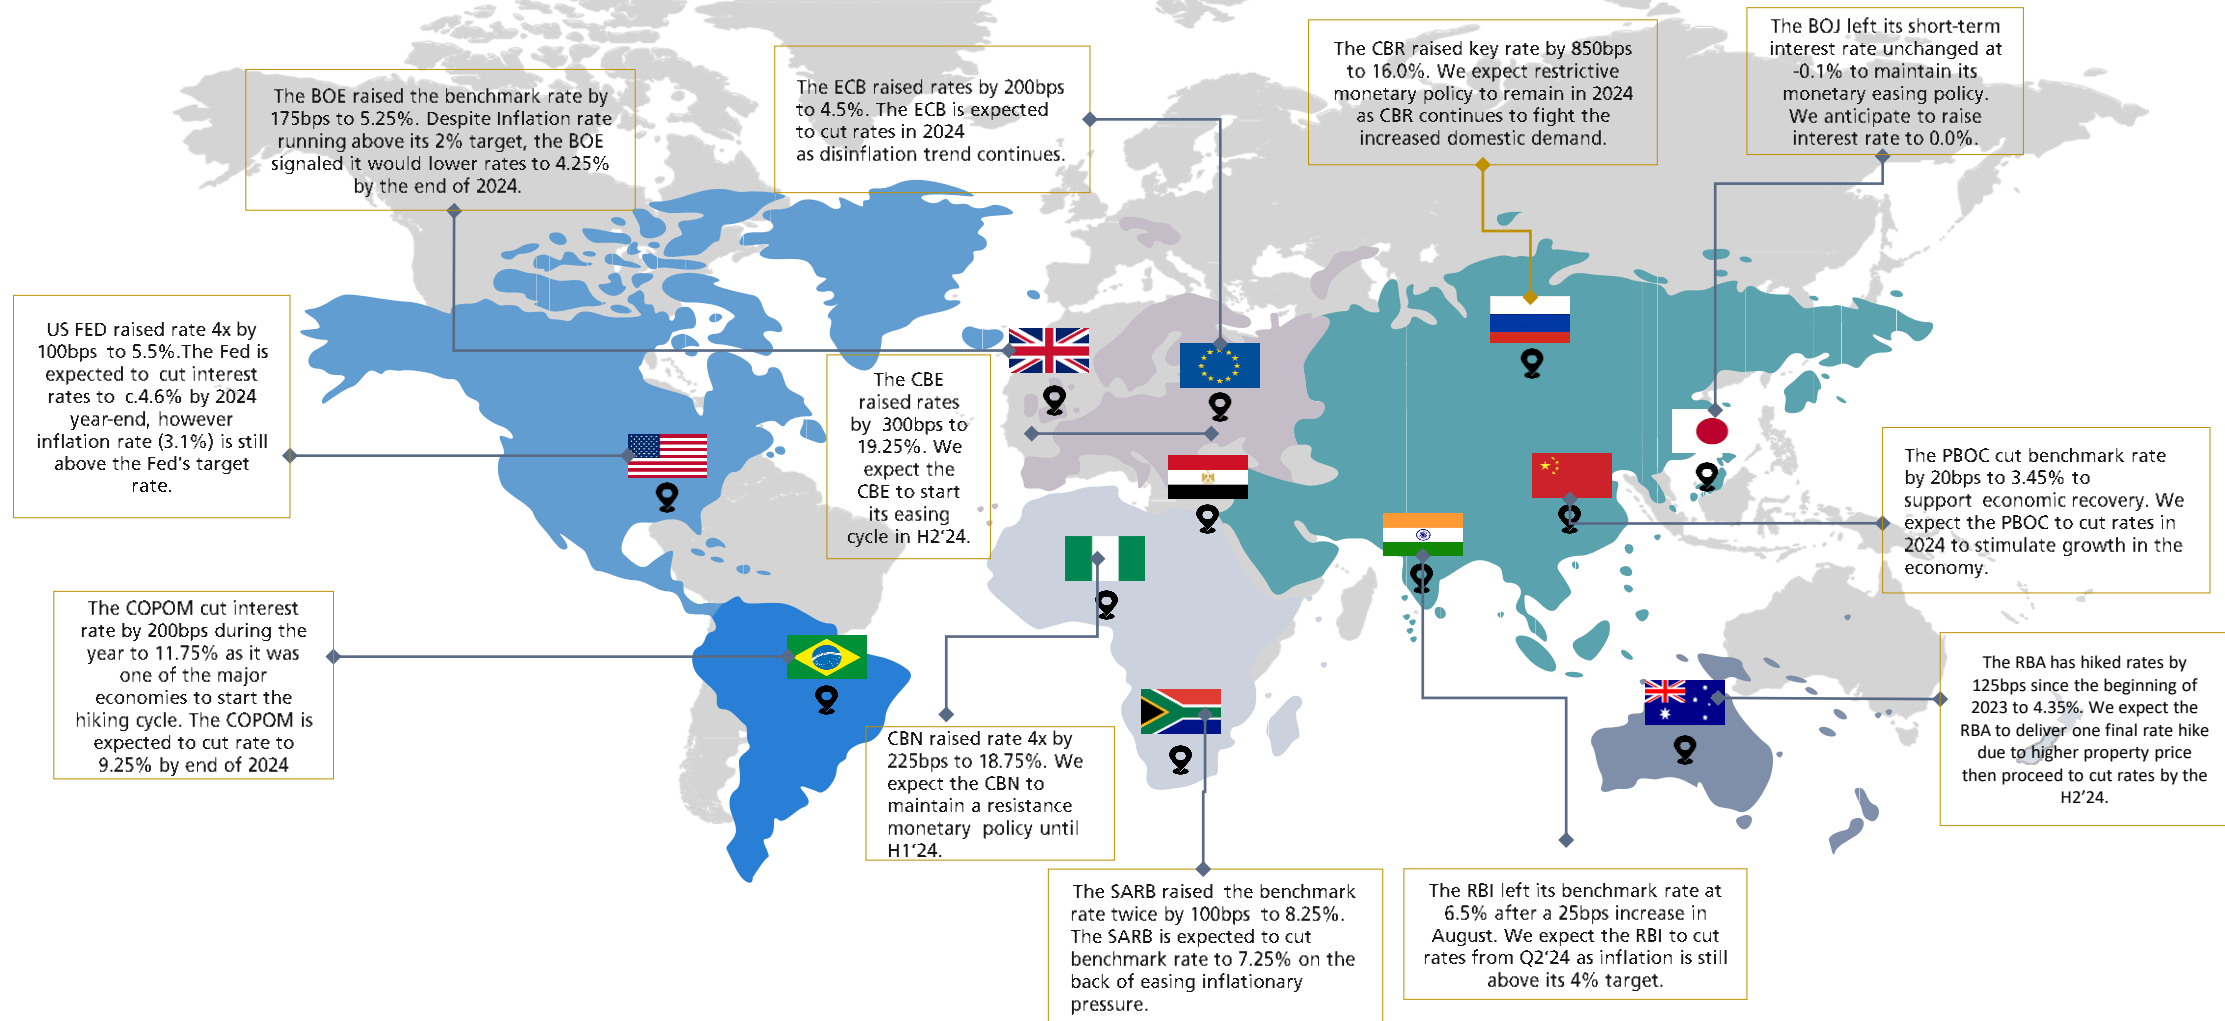 The BOE raised the benchmark rate by
175bps to 5.25%. Despite Inflation rate
running above its 2% target, the BOE
signaled it would lower rates to 4.25%
by the end of 2024.
The ECB raised rates by 200bps
to 4.5%. The ECB is expected
to cut rates in 2024
as disinflation trend continues.
The CBR raised key rate by 850bps
to 16.0%. We expect restrictive
monetary policy to remain in 2024
as CBR continues to fight the
increased domestic demand.
The BOJ left its short-term
interest rate unchanged at
-0.1% to maintain its
monetary easing policy.
We anticipate to raise
interest rate to 0.0%.
US FED raised rate 4x by
100bps to 5.5%.The Fed is
expected to cut interest
rates to c.4.6% by 2024
year-end, however
inflation rate (3.1%) is still
above the Fed's target
rate.
The CBE
raised rates
by 300bps to
19.25%. We
expect the
CBE to start
its easing
cycle in H2'24.
The PBOC cut benchmark rate
by 20bps to 3.45% to
support economic recovery. We
expect the PBOC to cut rates in
2024 to stimulate growth in the
economy.
The COPOM cut interest
rate by 200bps during the
year to 11.75% as it was
one of the major
economies to start the
hiking cycle. The COPOM is
expected to cut rate to
9.25% by end of 2024
CBN raised rate 4x by
225bps to 18.75%. We
expect the CBN to
maintain a resistance
monetary policy until
H1'24.
The RBA has hiked rates by
125bps since the beginning of
2023 to 4.35%. We expect the
RBA to deliver one final rate hike
due to higher property price
then proceed to cut rates by the
H2'24.
The SARB raised the benchmark
rate twice by 100bps to 8.25%.
The SARB is expected to cut
benchmark rate to 7.25% on the
back of easing inflationary
pressure.
The RBI left its benchmark rate at
6.5% after a 25bps increase in
August. We expect the RBI to cut
rates from Q2'24 as inflation is still
above its 4% target.